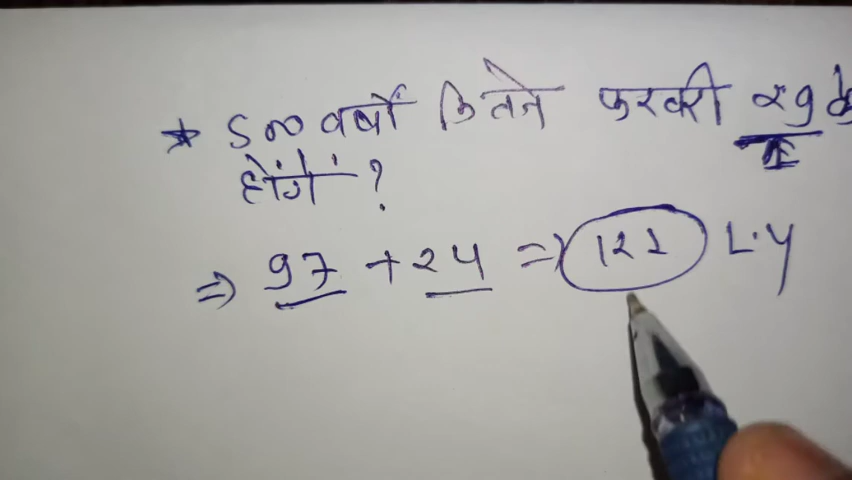 * 500 वर्षों कितने फरवरी 29 के
होंगे ?
⇒ 97 + 24 ⇒ 121 L.Y